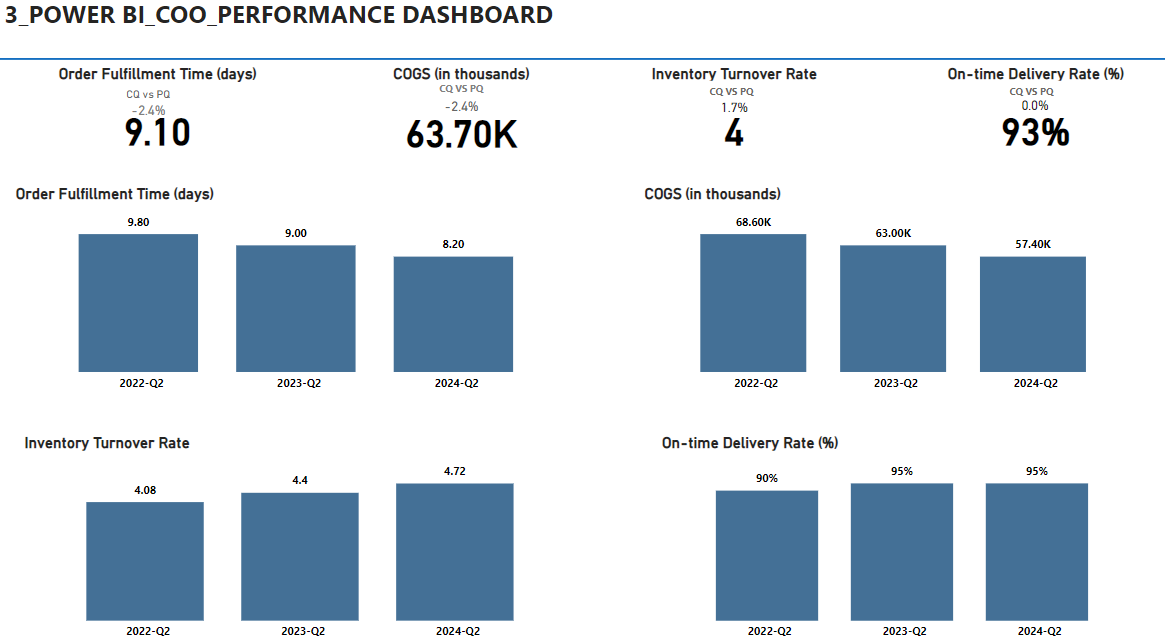 3_POWER BI_COO_PERFORMANCE DASHBOARD
Order Fulfillment Time (days)
CQ vs PQ
-2.4%
9.10
COGS (in thousands)
CQ VS PQ
-2.4%
63.70K
Inventory Turnover Rate
CQ VS PQ
1.7%
4
On-time Delivery Rate (%)
CQ VS PQ
0.0%
93%
Order Fulfillment Time (days)
9.80
9.00
8.20
2022-Q2
2023-Q2
2024-Q2
COGS (in thousands)
68.60K
63.00K
57.40K
2022-Q2
2023-Q2
2024-Q2
Inventory Turnover Rate
4.08
4.4
4.72
2022-Q2
2023-Q2
2024-Q2
On-time Delivery Rate (%)
90%
95%
95%
2022-Q2
2023-Q2
2024-Q2